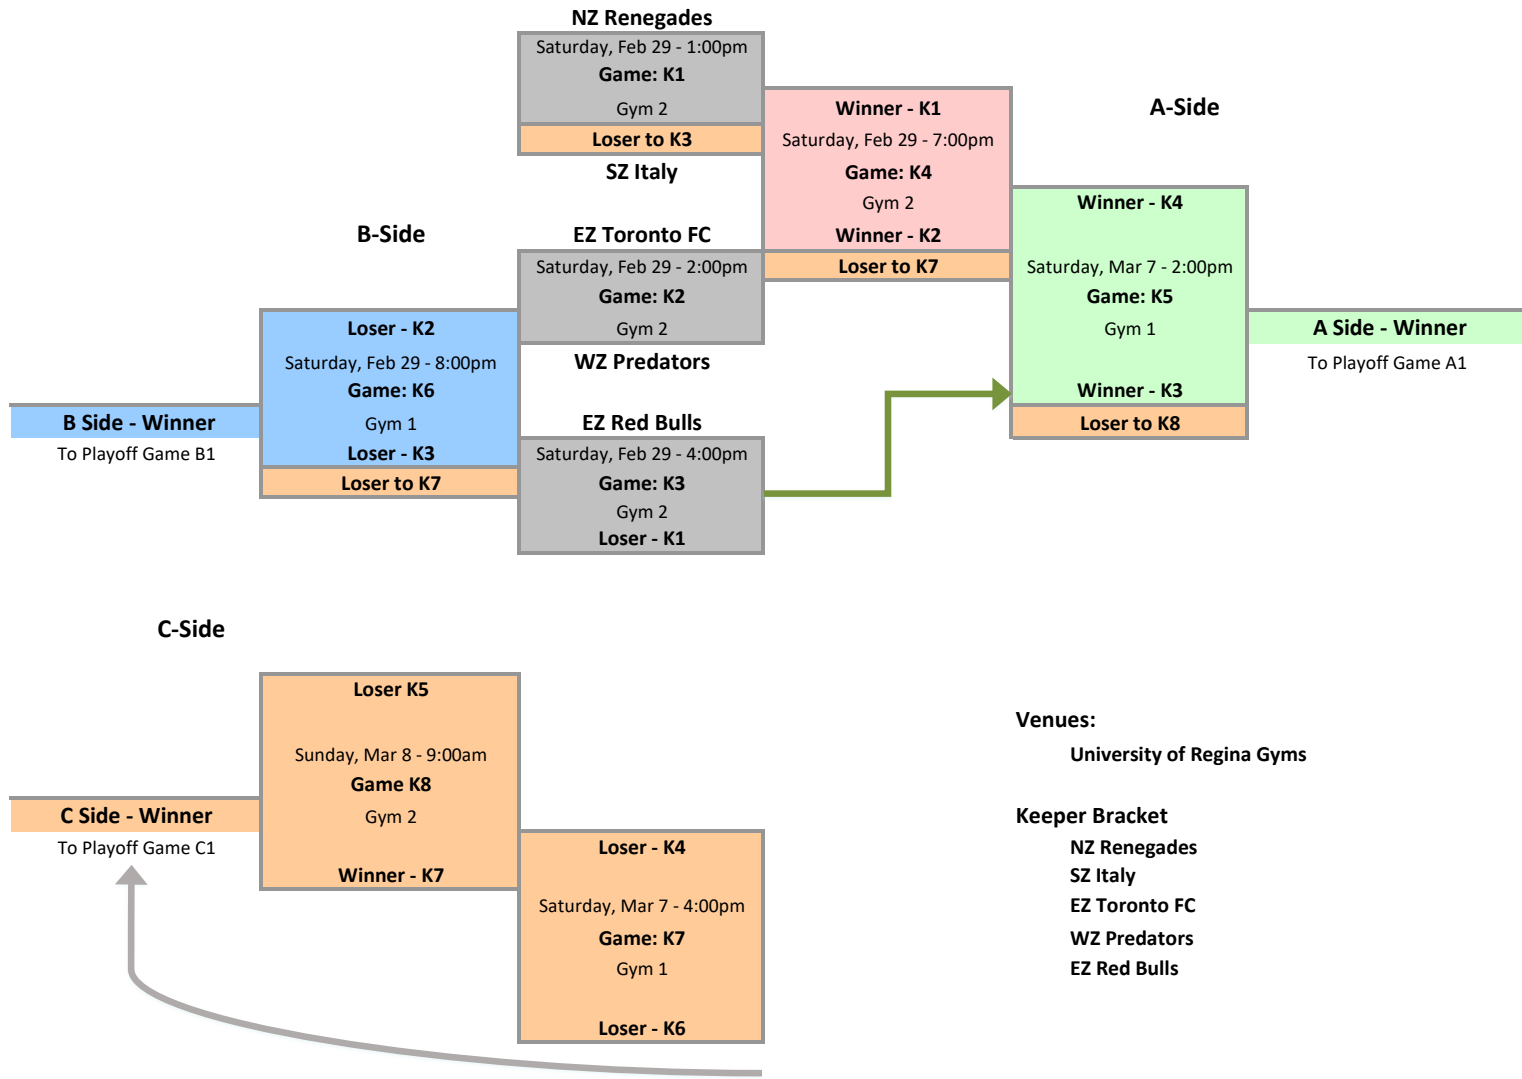 NZ Renegades
Saturday, Feb 29 - 1:00pm
Game: K1
Gym 2
Loser to K3
SZ Italy
Winner - K1
Saturday, Feb 29 - 7:00pm
Game: K4
Gym 2
Winner - K2
Loser to K7
A-Side
Winner - K4
Saturday, Mar 7 - 2:00pm
Game: K5
Gym 1
Winner - K3
Loser to K8
A Side - Winner
To Playoff Game A1
B-Side
EZ Toronto FC
Saturday, Feb 29 - 2:00pm
Game: K2
Gym 2
WZ Predators
Loser - K2
Saturday, Feb 29 - 8:00pm
Game: K6
Gym 1
Loser - K3
Loser to K7
B Side - Winner
To Playoff Game B1
EZ Red Bulls
Saturday, Feb 29 - 4:00pm
Game: K3
Gym 2
Loser - K1
C-Side
Loser K5
Sunday, Mar 8 - 9:00am
Game K8
Gym 2
Winner - K7
C Side - Winner
To Playoff Game C1
Loser - K4
Saturday, Mar 7 - 4:00pm
Game: K7
Gym 1
Loser - K6
Venues:
University of Regina Gyms
Keeper Bracket
NZ Renegades
SZ Italy
EZ Toronto FC
WZ Predators
EZ Red Bulls